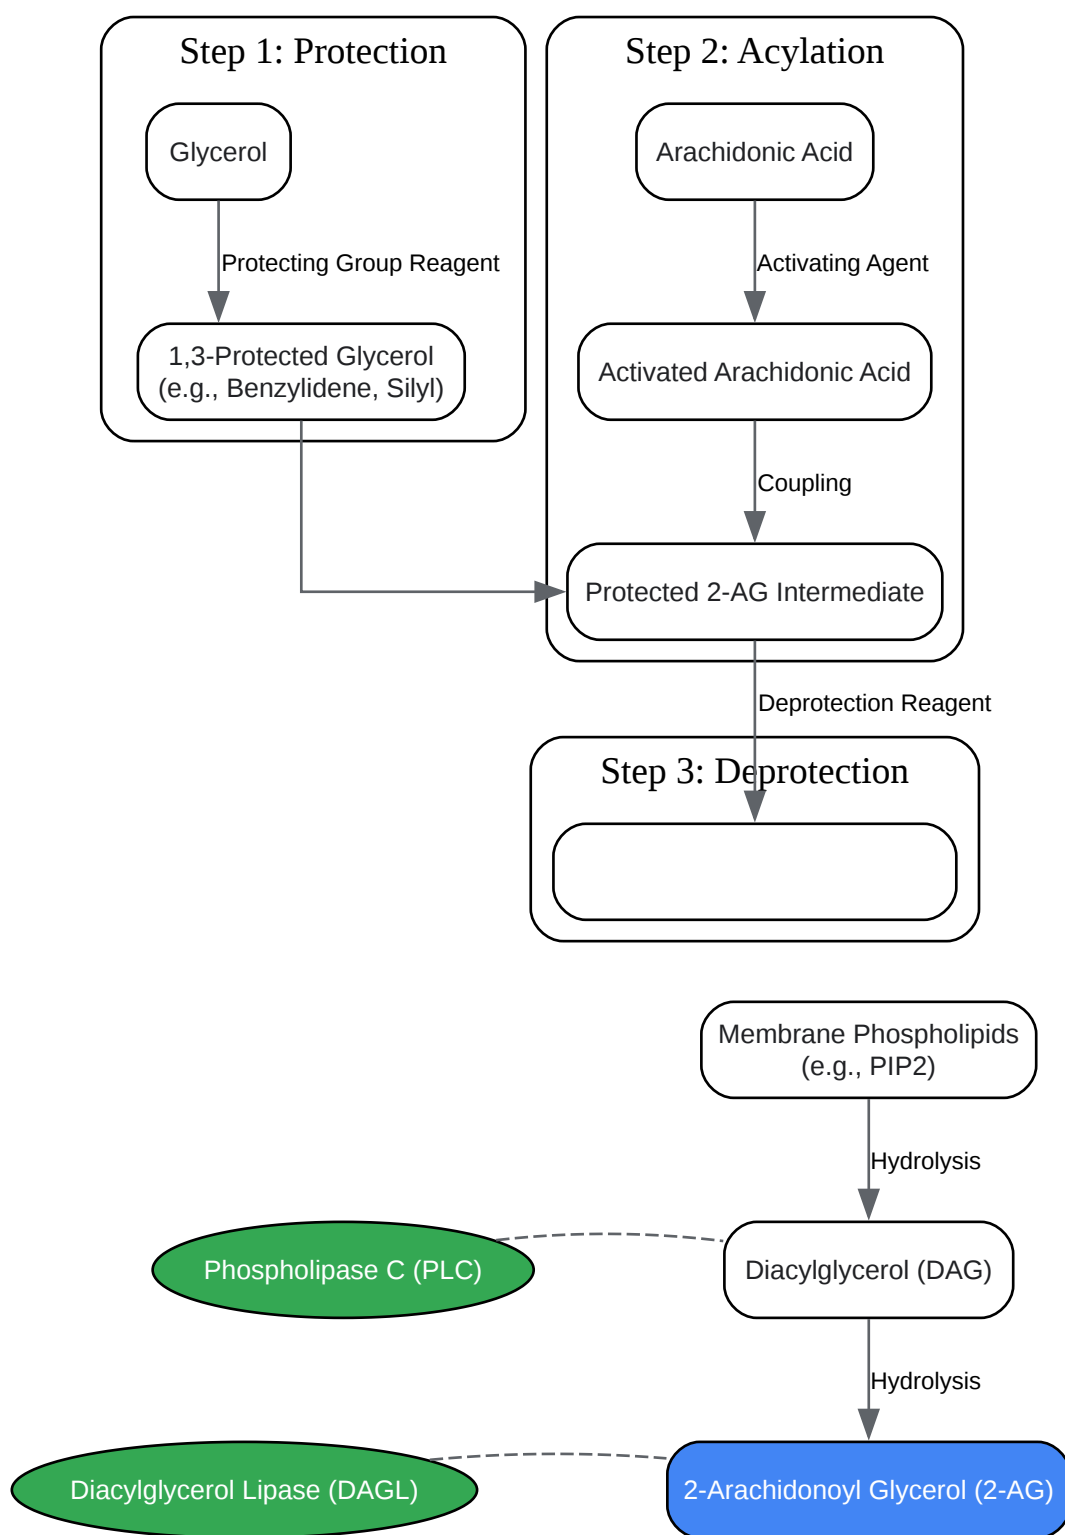 Step 1: Protection
Glycerol
Protecting Group Reagent
1,3-Protected Glycerol
(e.g., Benzylidene, Silyl)
Step 2: Acylation
Arachidonic Acid
Activating Agent
Activated Arachidonic Acid
Coupling
Protected 2-AG Intermediate
Deprotection Reagent
Step 3: Deprotection
Membrane Phospholipids
(e.g., PIP2)
Hydrolysis
Phospholipase C (PLC)
Diacylglycerol (DAG)
Hydrolysis
Diacylglycerol Lipase (DAGL)
2-Arachidonoyl Glycerol (2-AG)